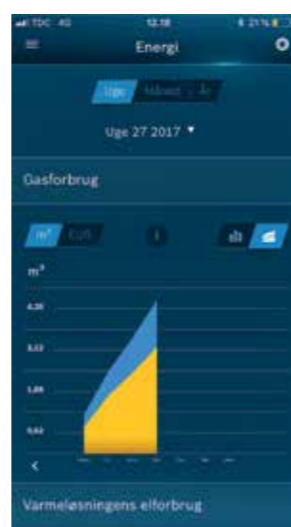 TDC 4G 12.18 21 %
Energi
Uge Måned År
Uge 27 2017
Gasforbrug
m³ EUR i
m³
Varmeløsningens elforbrug